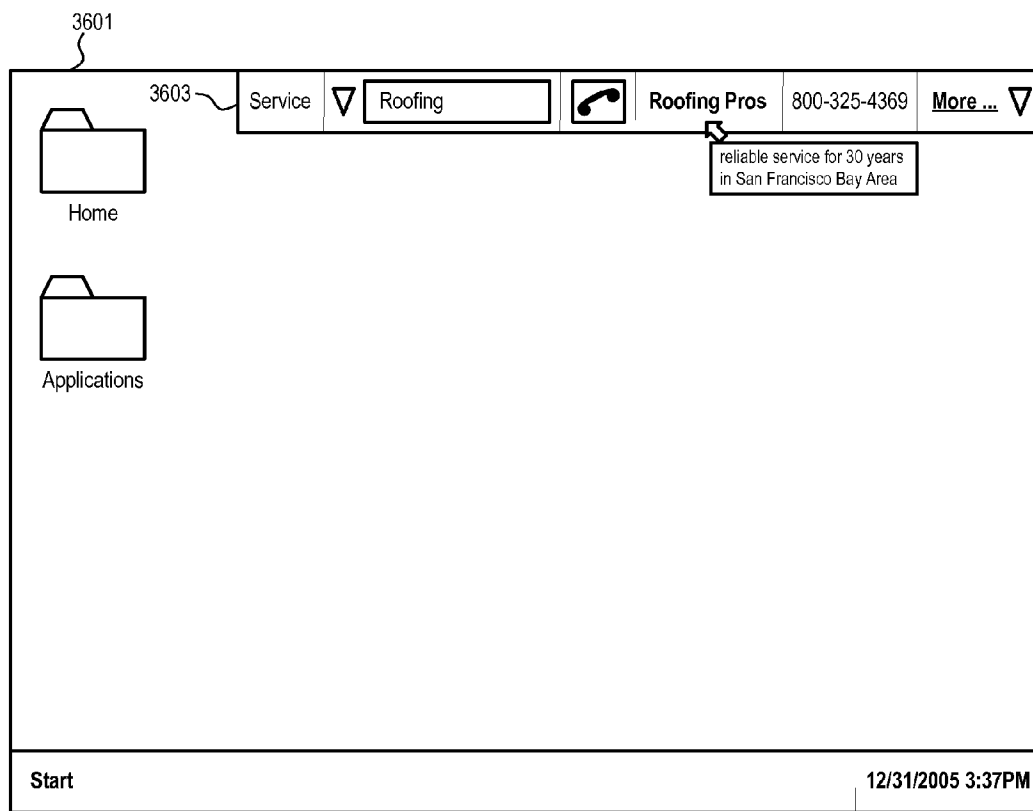 3601
3603
Service
Roofing
Roofing Pros
800-325-4369
More ...
reliable service for 30 years
in San Francisco Bay Area
Home
Applications
Start
12/31/2005 3:37PM